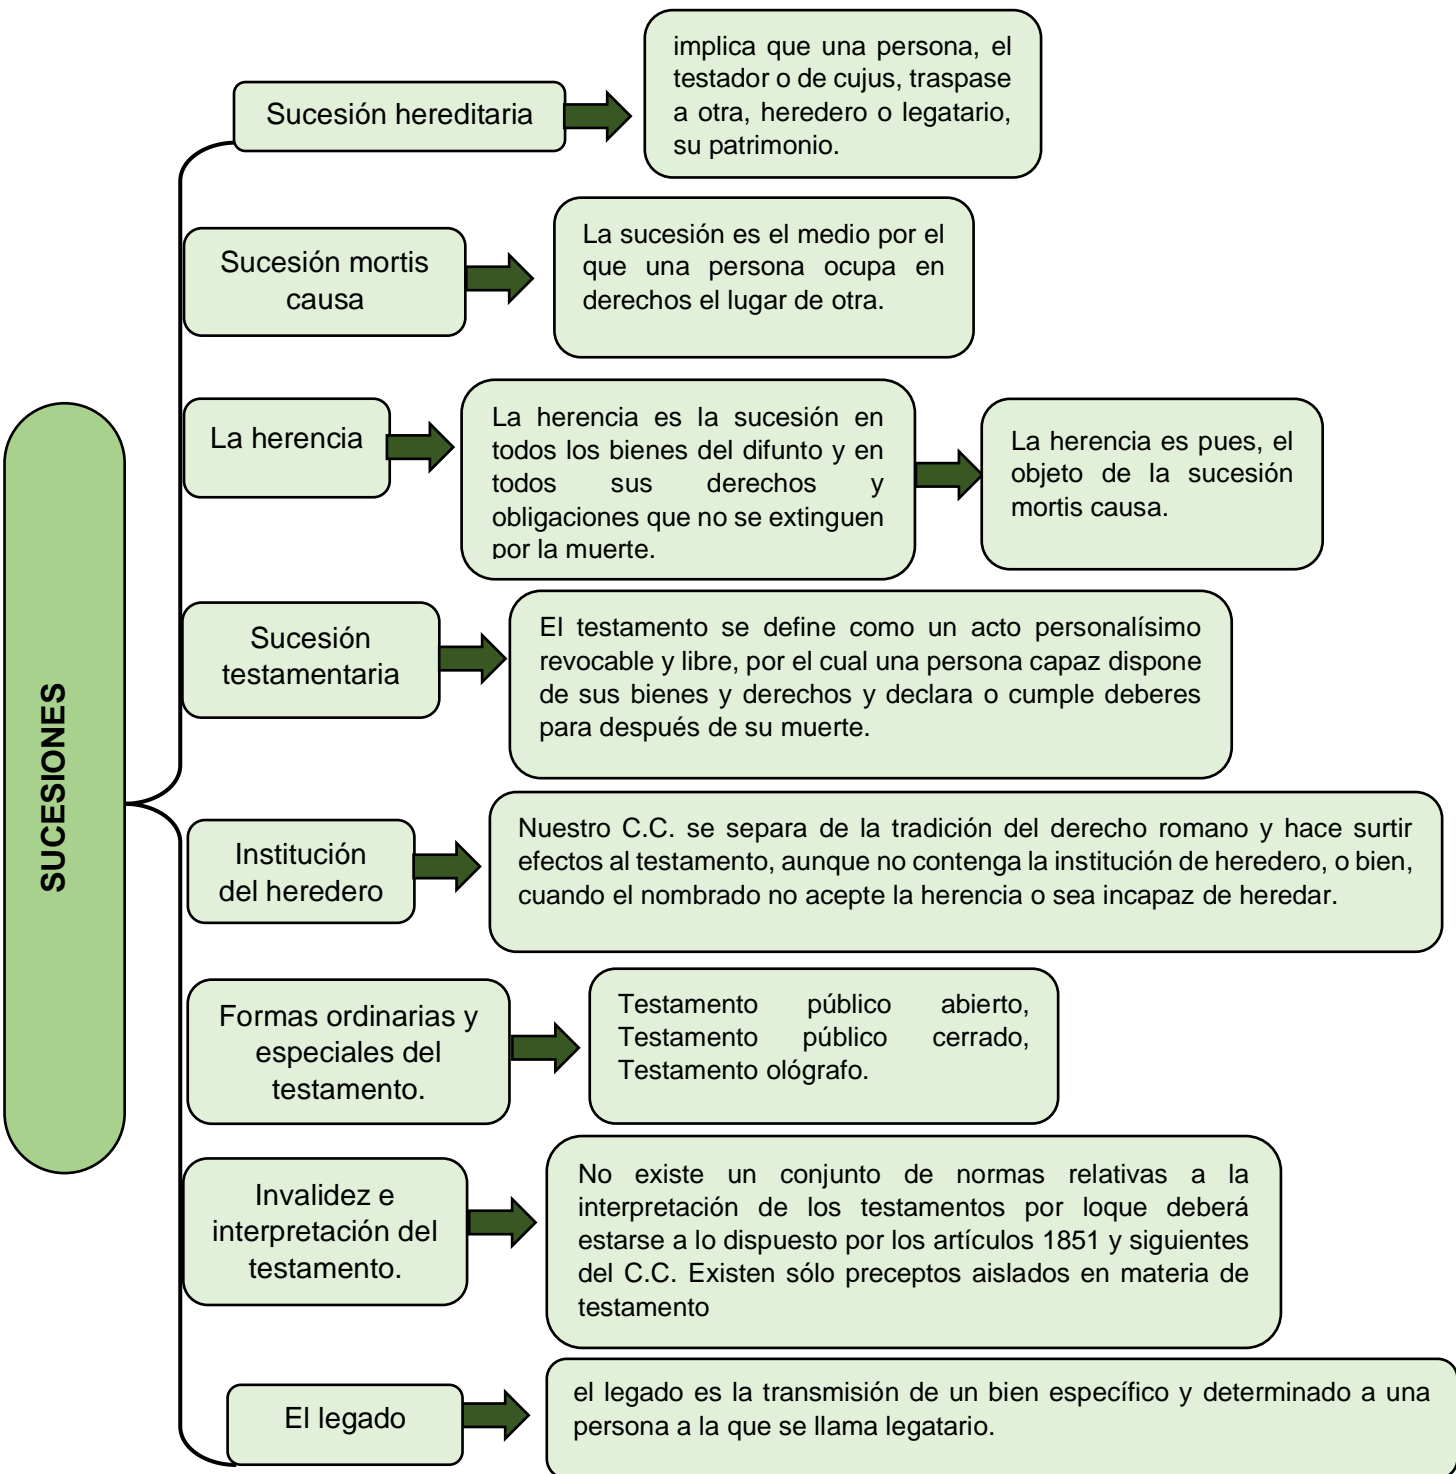 SUCESIONES
Sucesión hereditaria
implica que una persona, el
testador o de cujus, traspase
a otra, heredero o legatario,
su patrimonio.
Sucesión mortis
causa
La sucesión es el medio por el
que una persona ocupa en
derechos el lugar de otra.
La herencia
La herencia es la sucesión en
todos los bienes del difunto y en
todos sus derechos y
obligaciones que no se extinguen
por la muerte.
La herencia es pues, el
objeto de la sucesión
mortis causa.
Sucesión
testamentaria
El testamento se define como un acto personalísimo
revocable y libre, por el cual una persona capaz dispone
de sus bienes y derechos y declara o cumple deberes
para después de su muerte.
Institución
del heredero
Nuestro C.C. se separa de la tradición del derecho romano y hace surtir
efectos al testamento, aunque no contenga la institución de heredero, o bien,
cuando el nombrado no acepte la herencia o sea incapaz de heredar.
Formas ordinarias y
especiales del
testamento.
Testamento público abierto,
Testamento público cerrado,
Testamento ológrafo.
Invalidez e
interpretación del
testamento.
No existe un conjunto de normas relativas a la
interpretación de los testamentos por loque deberá
estarse a lo dispuesto por los artículos 1851 y siguientes
del C.C. Existen sólo preceptos aislados en materia de
testamento
El legado
el legado es la transmisión de un bien específico y determinado a una
persona a la que se llama legatario.